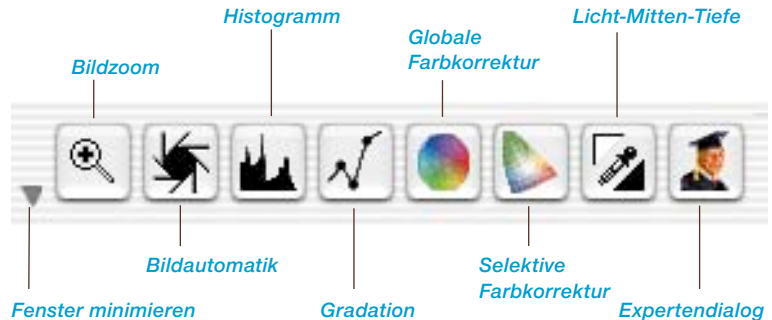 Histogramm
Licht-Mitten-Tiefe
Globale
Farbkorrektur
Bildzoom
Bildautomatik
Selektive
Farbkorrektur
Fenster minimieren
Gradation
Expertendialog